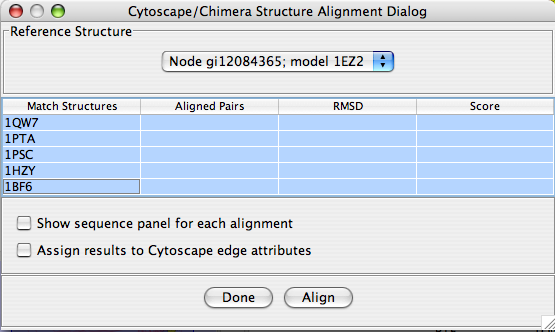 Cytoscape/Chimera Structure Alignment Dialog
Reference Structure
Node gi12084365; model 1EZ2
Match Structures Aligned Pairs RMSD Score
1QW7
1PTA
1PSC
1HZY
1BF6
Show sequence panel for each alignment
Assign results to Cytoscape edge attributes
Done Align